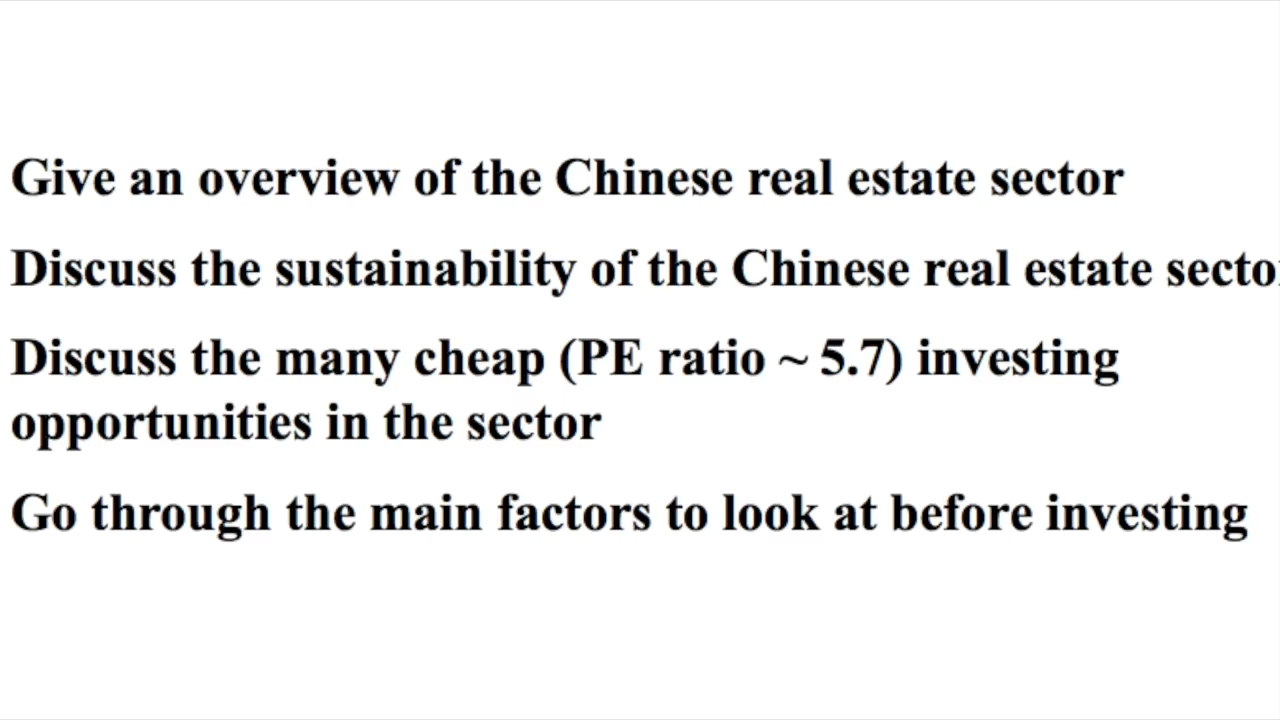 Give an overview of the Chinese real estate sector
Discuss the sustainability of the Chinese real estate secto
Discuss the many cheap (PE ratio ~ 5.7) investing
opportunities in the sector
Go through the main factors to look at before investing